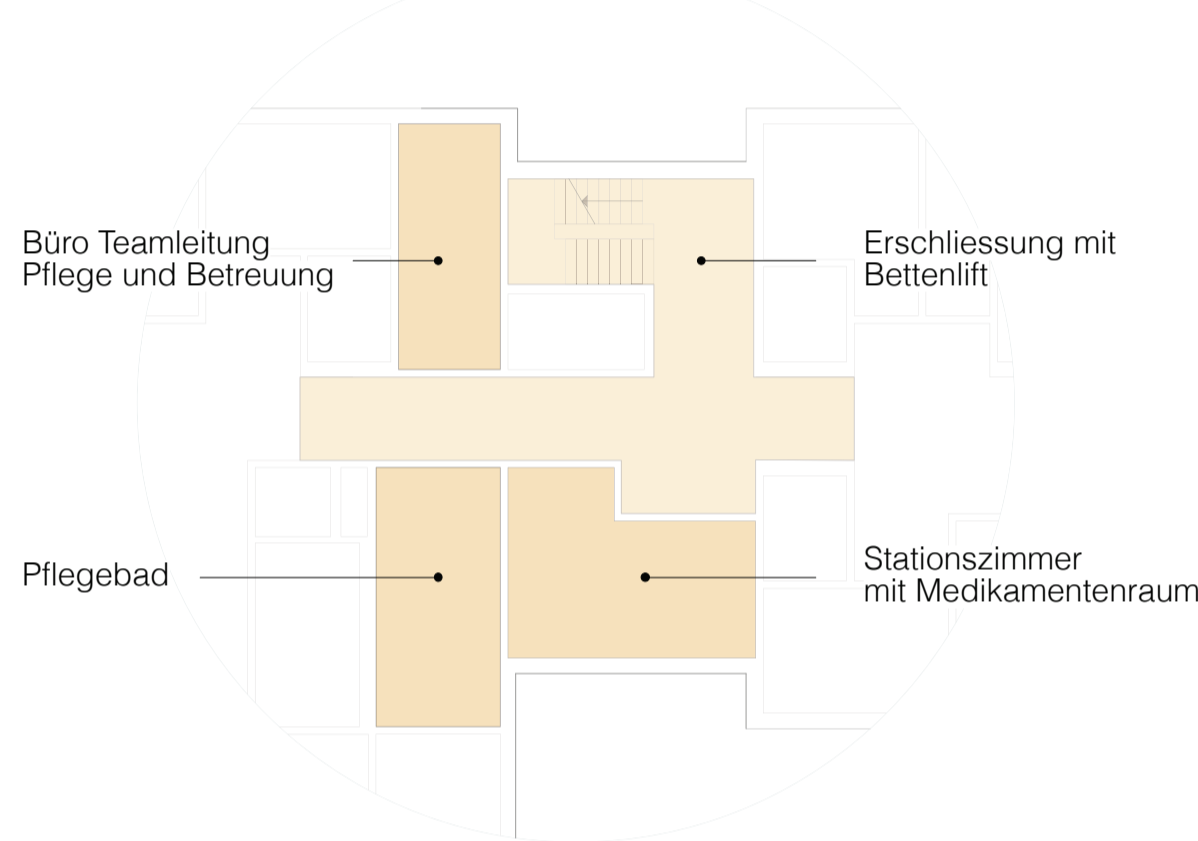 Büro Teamleitung
Pflege und Betreuung
Erschliessung mit
Bettenlift
Pflegebad
Stationszimmer
mit Medikamentenraum